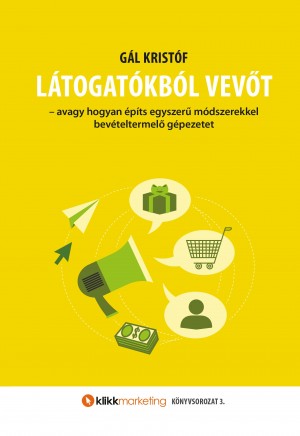 GÁL KRISTÓF
LÁTOGATÓKBÓL VEVŐT
– avagy hogyan építs egyszerű módszerekkel
bevételtermelő gépezetet
klikkmarketing KÖNYVSOROZAT 3.